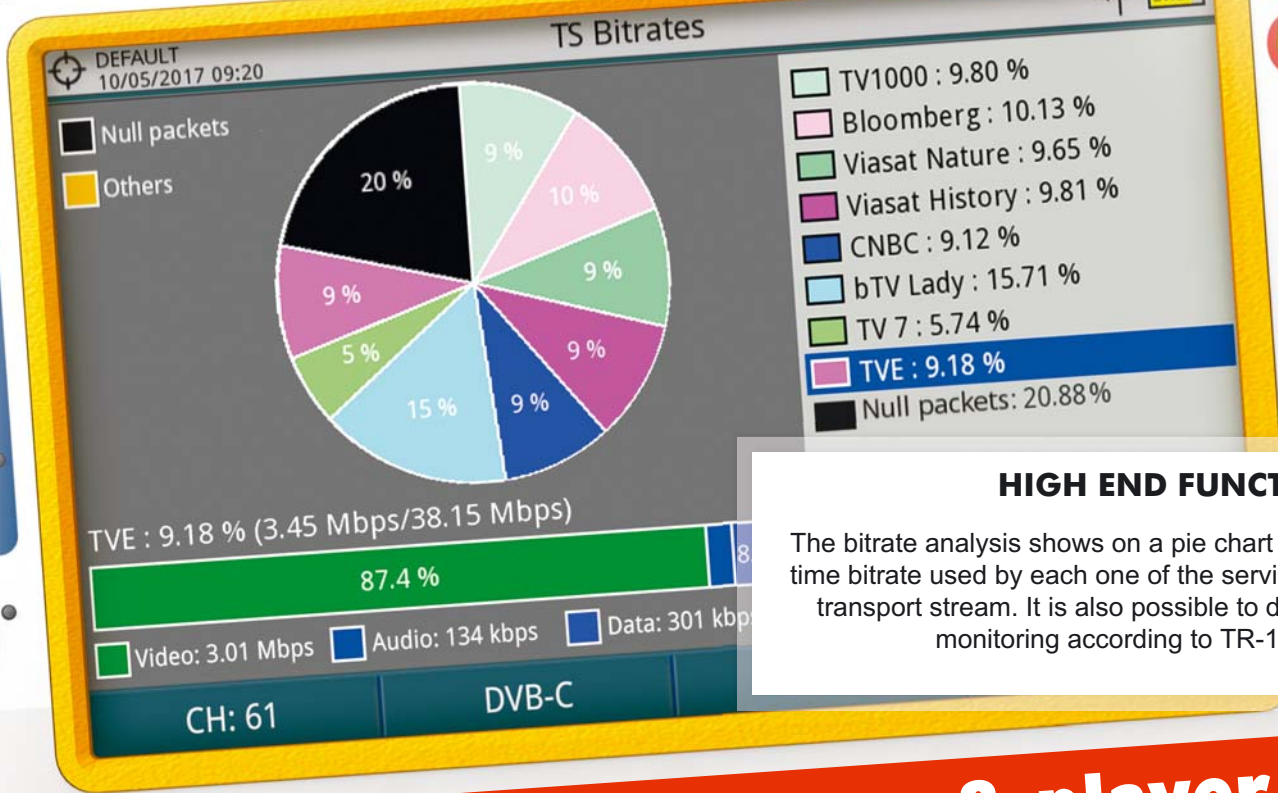 TS Bitrates
DEFAULT
10/05/2017 09:20
Null packets
Others
20 %
9 %
10 %
9 %
9 %
9 %
15 %
5 %
9 %
TV1000 : 9.80 %
Bloomberg : 10.13 %
Viasat Nature : 9.65 %
Viasat History : 9.81 %
CNBC : 9.12 %
bTV Lady : 15.71 %
TV 7 : 5.74 %
TVE : 9.18 %
Null packets: 20.88%
TVE : 9.18 % (3.45 Mbps/38.15 Mbps)
87.4 %
8.
Video: 3.01 Mbps
Audio: 134 kbps
Data: 301 kbp
CH: 61
DVB-C
HIGH END FUNCT
The bitrate analysis shows on a pie chart
time bitrate used by each one of the servi
transport stream. It is also possible to d
monitoring according to TR-1
& player